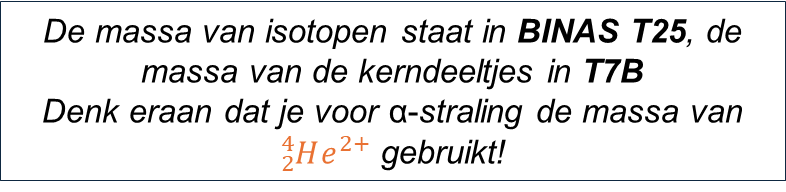 De massa van isotopen staat in BINAS T25, de
massa van de kerndeeltjes in T7B
Denk eraan dat je voor α-straling de massa van
⁴₂He²⁺ gebruikt!